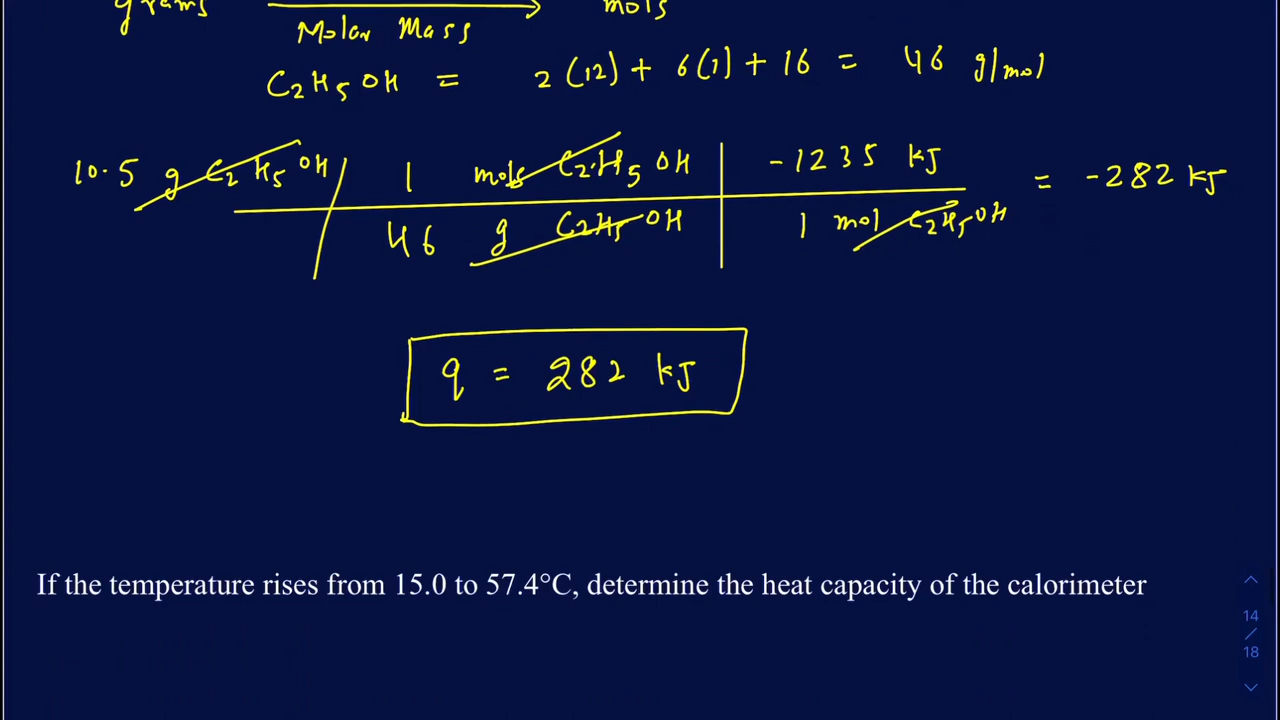 grams mols
Molar Mass
C2H5OH = 2(12) + 6(1) + 16 = 46 g/mol
10.5 g C2H5OH 1 mols C2H5OH -1235 kJ = -282 kJ
46 g C2H5OH 1 mol C2H5OH
q = 282 kJ
If the temperature rises from 15.0 to 57.4°C, determine the heat capacity of the calorimeter
14
/
18